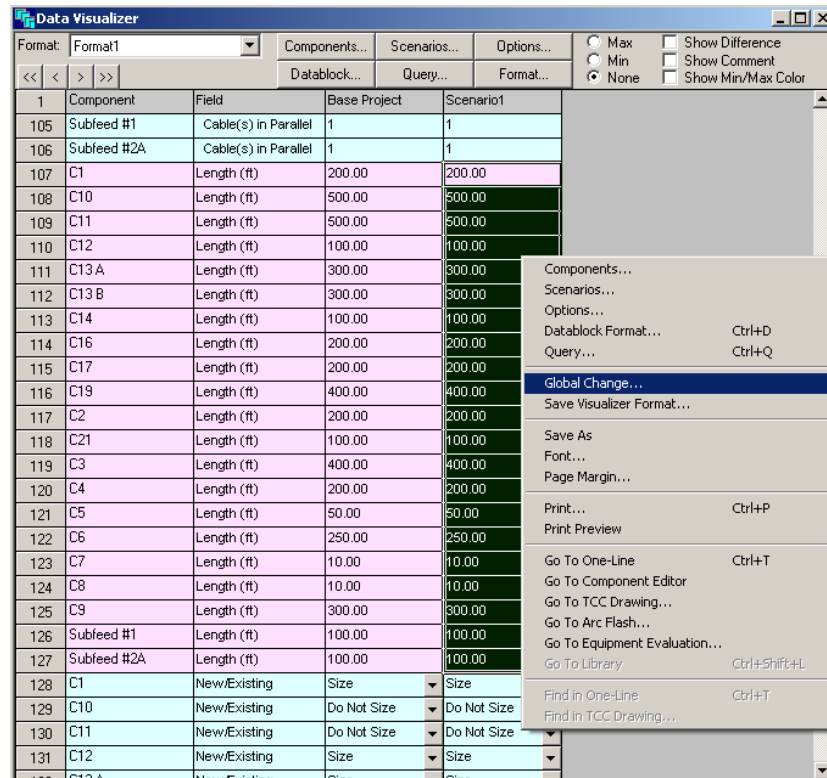 Data Visualizer
Format: Format1 Components... Scenarios... Options... Max Show Difference
Min Show Comment
<< < > >> Datablock... Query... Format... None Show Min/Max Color
1 Component Field Base Project Scenario1
105 Subfeed #1 Cable(s) in Parallel 1 1
106 Subfeed #2A Cable(s) in Parallel 1 1
107 C1 Length (ft) 200.00 200.00
108 C10 Length (ft) 500.00 500.00
109 C11 Length (ft) 500.00 500.00
110 C12 Length (ft) 100.00 100.00
111 C13 A Length (ft) 300.00 300.00
112 C13 B Length (ft) 300.00 300.00
113 C14 Length (ft) 100.00 100.00
114 C16 Length (ft) 200.00 200.00
115 C17 Length (ft) 200.00 200.00
116 C19 Length (ft) 400.00 400.00
117 C2 Length (ft) 200.00 200.00
118 C21 Length (ft) 100.00 100.00
119 C3 Length (ft) 400.00 400.00
120 C4 Length (ft) 200.00 200.00
121 C5 Length (ft) 50.00 50.00
122 C6 Length (ft) 250.00 250.00
123 C7 Length (ft) 10.00 10.00
124 C8 Length (ft) 10.00 10.00
125 C9 Length (ft) 300.00 300.00
126 Subfeed #1 Length (ft) 100.00 100.00
127 Subfeed #2A Length (ft) 100.00 100.00
128 C1 New/Existing Size Size
129 C10 New/Existing Do Not Size Do Not Size
130 C11 New/Existing Do Not Size Do Not Size
131 C12 New/Existing Size Size
Components...
Scenarios...
Options...
Datablock Format... Ctrl+D
Query... Ctrl+Q
Global Change...
Save Visualizer Format...
Save As
Font...
Page Margin...
Print... Ctrl+P
Print Preview
Go To One-Line Ctrl+T
Go To Component Editor
Go To TCC Drawing...
Go To Arc Flash...
Go To Equipment Evaluation...
Go To Library Ctrl+Shift+L
Find in One-Line Ctrl+T
Find in TCC Drawing...